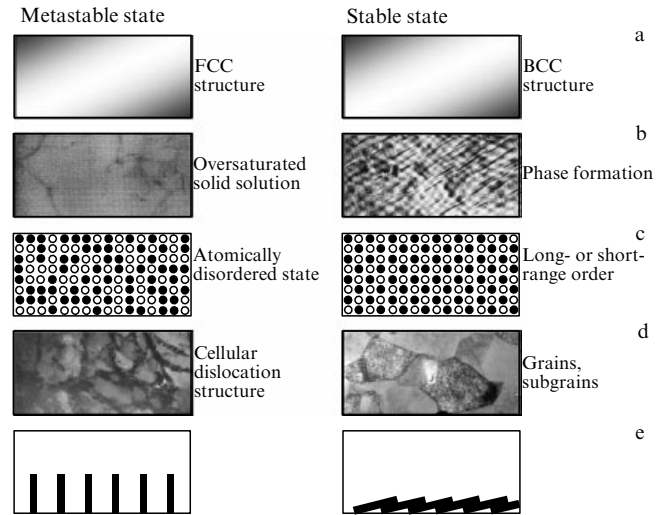 Metastable state
Stable state
a
FCC
structure
BCC
structure
b
Oversaturated
solid solution
Phase formation
c
Atomically
disordered state
Long- or short-
range order
d
Cellular
dislocation
structure
Grains,
subgrains
e